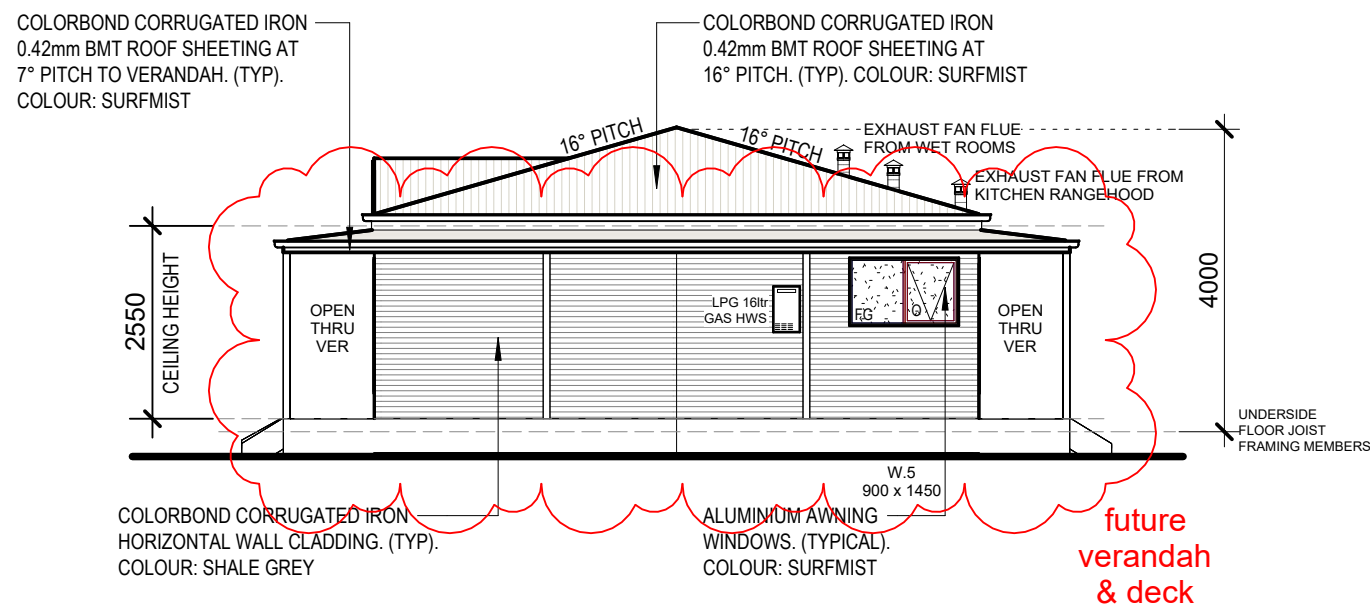 COLORBOND CORRUGATED IRON
0.42mm BMT ROOF SHEETING AT
7° PITCH TO VERANDAH. (TYP).
COLOUR: SURFMIST
COLORBOND CORRUGATED IRON
0.42mm BMT ROOF SHEETING AT
16° PITCH. (TYP). COLOUR: SURFMIST
16° PITCH
16° PITCH
EXHAUST FAN FLUE
FROM WET ROOMS
EXHAUST FAN FLUE FROM
KITCHEN RANGEHOOD
2550
CEILING HEIGHT
4000
OPEN
THRU
VER
LPG 16ltr
GAS HWS
FG
O
OPEN
THRU
VER
UNDERSIDE
FLOOR JOIST
FRAMING MEMBERS
W.5
900 x 1450
COLORBOND CORRUGATED IRON
HORIZONTAL WALL CLADDING. (TYP).
COLOUR: SHALE GREY
ALUMINIUM AWNING
WINDOWS. (TYPICAL).
COLOUR: SURFMIST
future
verandah
& deck